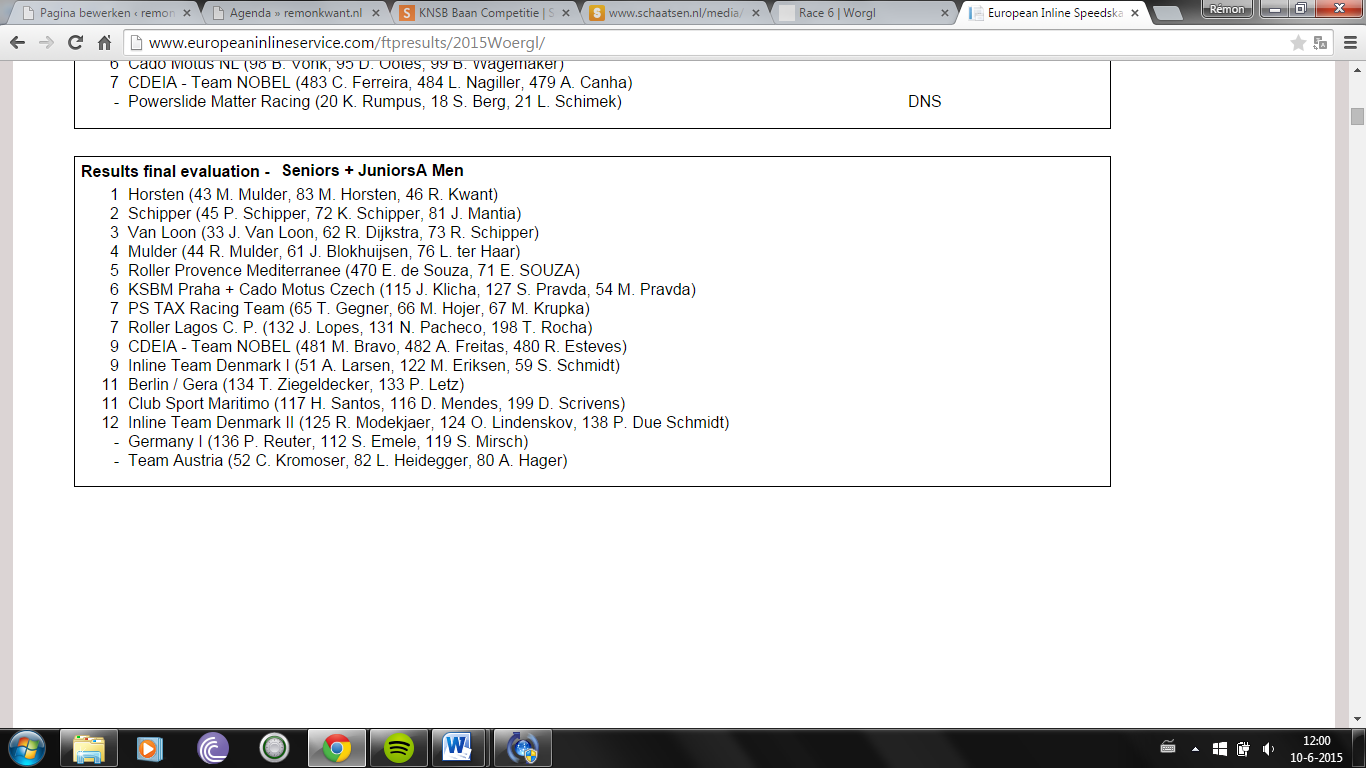 Pagina bewerken ‹ remon
Agenda » remonkwant.nl
KNSB Baan Competitie | S
www.schaatsen.nl/media/
Race 6 | Worgl
European Inline Speedska
Rémon
www.europeaninlineservice.com/ftpresults/2015Woergl/
6 Cado Motus NL (98 B. Vonk, 95 D. Ootes, 99 B. Wagemaker)
7 CDEIA - Team NOBEL (483 C. Ferreira, 484 L. Nagiller, 479 A. Canha)
- Powerslide Matter Racing (20 K. Rumpus, 18 S. Berg, 21 L. Schimek) DNS
Results final evaluation - Seniors + JuniorsA Men
1 Horsten (43 M. Mulder, 83 M. Horsten, 46 R. Kwant)
2 Schipper (45 P. Schipper, 72 K. Schipper, 81 J. Mantia)
3 Van Loon (33 J. Van Loon, 62 R. Dijkstra, 73 R. Schipper)
4 Mulder (44 R. Mulder, 61 J. Blokhuijsen, 76 L. ter Haar)
5 Roller Provence Mediterranee (470 E. de Souza, 71 E. SOUZA)
6 KSBM Praha + Cado Motus Czech (115 J. Klicha, 127 S. Pravda, 54 M. Pravda)
7 PS TAX Racing Team (65 T. Gegner, 66 M. Hojer, 67 M. Krupka)
7 Roller Lagos C. P. (132 J. Lopes, 131 N. Pacheco, 198 T. Rocha)
9 CDEIA - Team NOBEL (481 M. Bravo, 482 A. Freitas, 480 R. Esteves)
9 Inline Team Denmark I (51 A. Larsen, 122 M. Eriksen, 59 S. Schmidt)
11 Berlin / Gera (134 T. Ziegeldecker, 133 P. Letz)
11 Club Sport Maritimo (117 H. Santos, 116 D. Mendes, 199 D. Scrivens)
12 Inline Team Denmark II (125 R. Modekjaer, 124 O. Lindenskov, 138 P. Due Schmidt)
- Germany I (136 P. Reuter, 112 S. Emele, 119 S. Mirsch)
- Team Austria (52 C. Kromoser, 82 L. Heidegger, 80 A. Hager)
12:00
10-6-2015